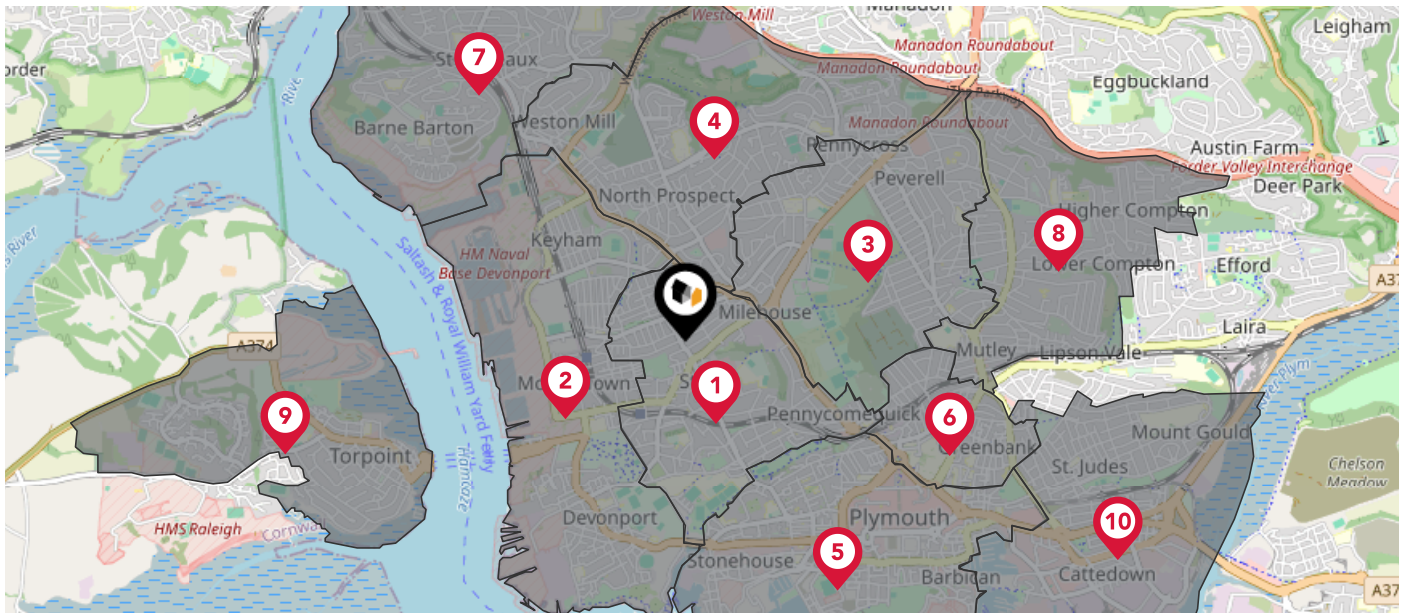 Weston Mill
Manadon
Leigham
Manadon Roundabout
Manadon Roundabout
7
Eggbuckland
Barne Barton
Weston Mill
4
Manadon Roundabout
Pennycross
Austin Farm
Forder Valley Interchange
Deer Park
Peverell
North Prospect
Higher Compton
8
3
Keyham
HM Naval
Base Devonport
Lower Compton
Efford
Saltash & Royal William Yard Ferry
Milehouse
Laira
A374
Mutley
Lipson Vale
2
1
Pennycomequick
6
Greenbank
9
Torpoint
Hamoaze
Mount Gould
St. Judes
Chelson
Meadow
HMS Raleigh
Devonport
Plymouth
10
5
Stonehouse
Barbican
Cattedown